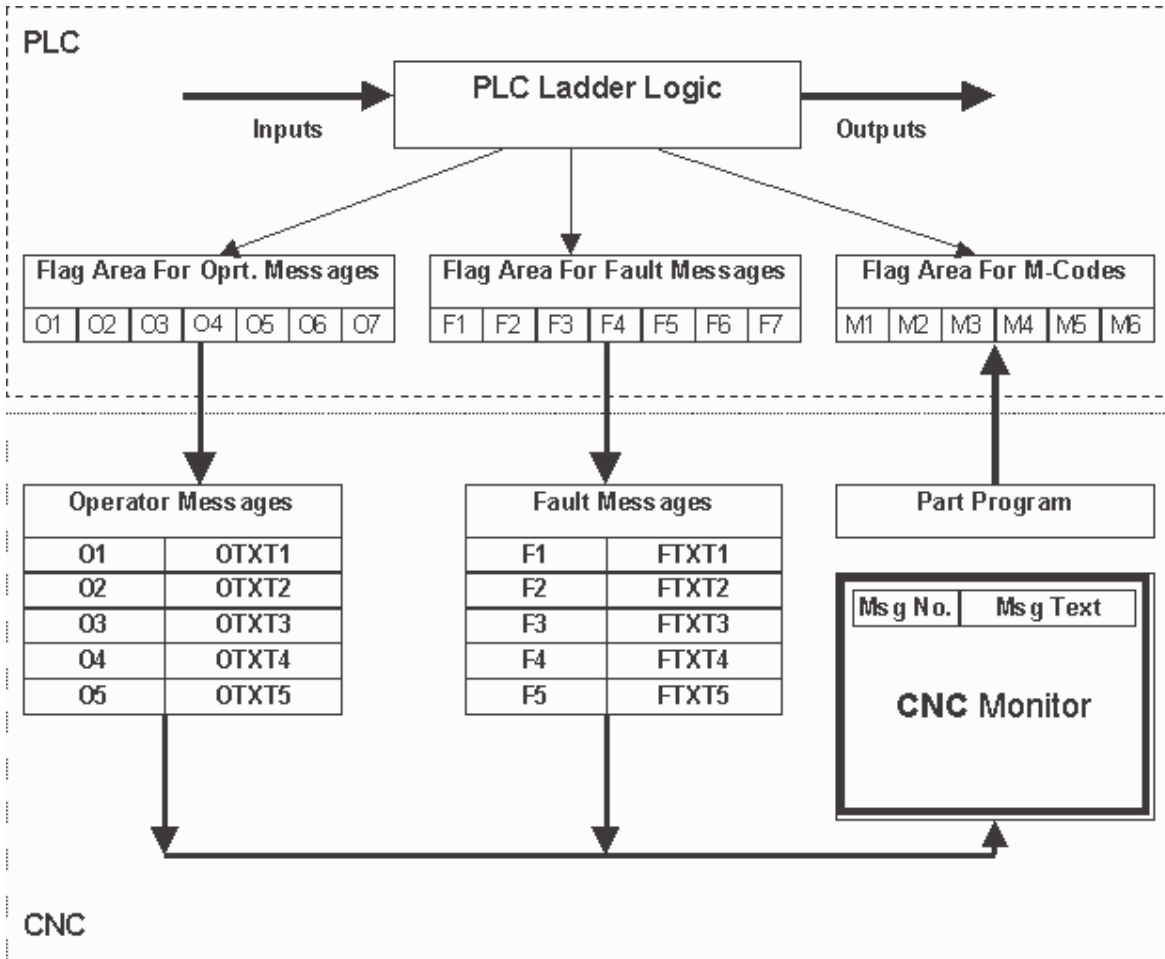 PLC
PLC Ladder Logic
Inputs
Outputs
Flag Area For Oprt. Messages
O1 O2 O3 O4 O5 O6 O7
Flag Area For Fault Messages
F1 F2 F3 F4 F5 F6 F7
Flag Area For M-Codes
M1 M2 M3 M4 M5 M6
Operator Messages
O1 OTXT1
O2 OTXT2
O3 OTXT3
O4 OTXT4
O5 OTXT5
Fault Messages
F1 FTXT1
F2 FTXT2
F3 FTXT3
F4 FTXT4
F5 FTXT5
Part Program
Msg No. Msg Text
CNC Monitor
CNC